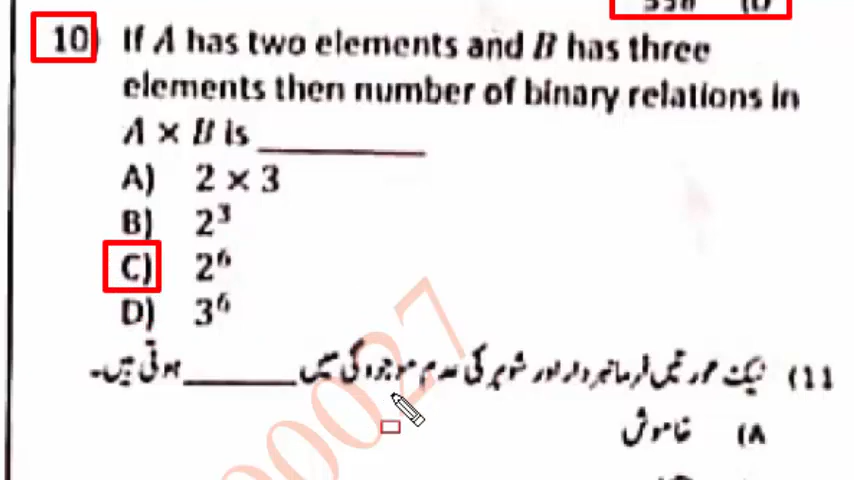 10) If A has two elements and B has three
elements then number of binary relations in
A × B is ________
A) 2 × 3
B) 2³
C) 2⁶
D) 3⁶
11) نیک عورتیں فرمانبردار اور شوہر کی عدم موجودگی میں ________ ہوتی ہیں۔
A) خاموش
00027